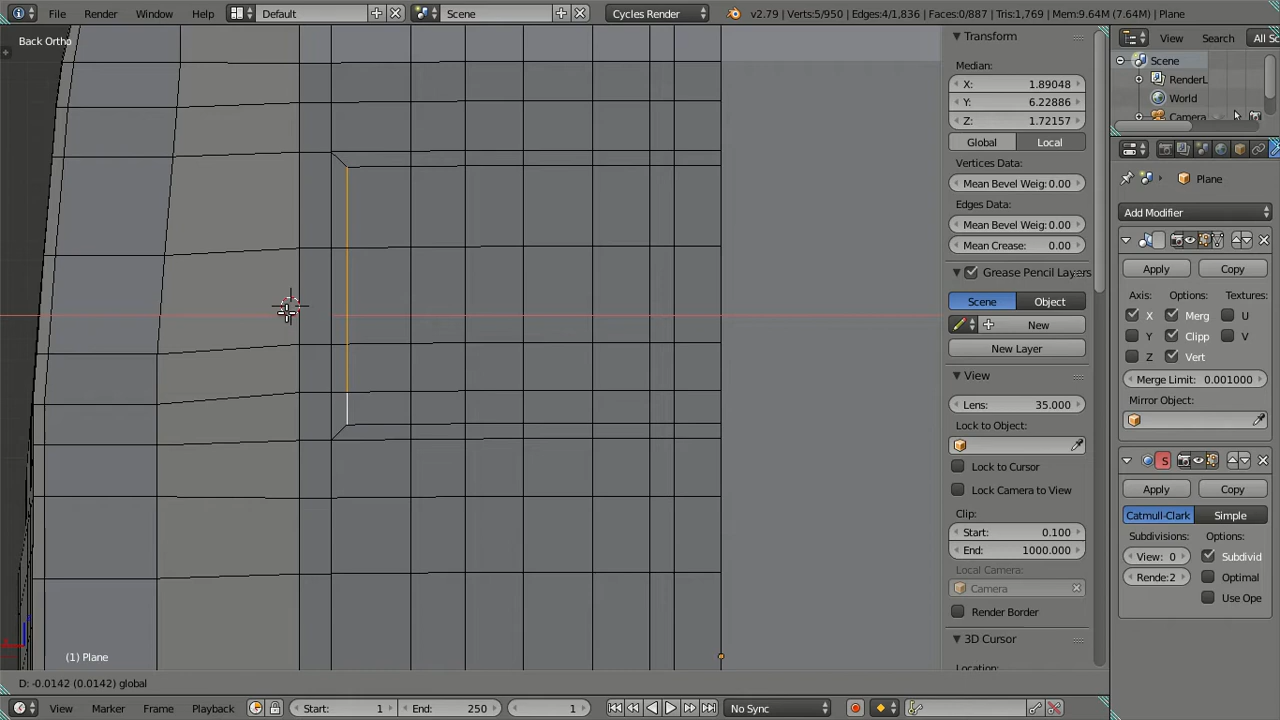 File Render Window Help Default Scene Cycles Render v2.79 | Verts:5/950 | Edges:4/1,836 | Faces:0/887 | Tris:1,769 | Mem:9.64M (7.64M) | Plane
Back Ortho
Transform
Median:
X: 1.89048
Y: 6.22886
Z: 1.72157
Global Local
Vertices Data:
Mean Bevel Weig: 0.00
Edges Data:
Mean Bevel Weig: 0.00
Mean Crease: 0.00
Grease Pencil Layers
Scene Object
New
New Layer
View
Lens: 35.000
Lock to Object:
Lock to Cursor
Lock Camera to View
Clip:
Start: 0.100
End: 1000.000
Local Camera:
Camera
Render Border
3D Cursor
Location:
View Search All Sc
Scene
RenderL
World
Camera
Plane
Add Modifier
Apply Copy
Axis: Options: Textures:
X Merg U
Y Clipp V
Z Vert
Merge Limit: 0.001000
Mirror Object:
S
Apply Copy
Catmull-Clark Simple
Subdivisions: Options:
View: 0 Subdivid
Rende: 2 Optimal
Use Ope
(1) Plane
D: -0.0142 (0.0142) global
View Marker Frame Playback Start: 1 End: 250 1 No Sync